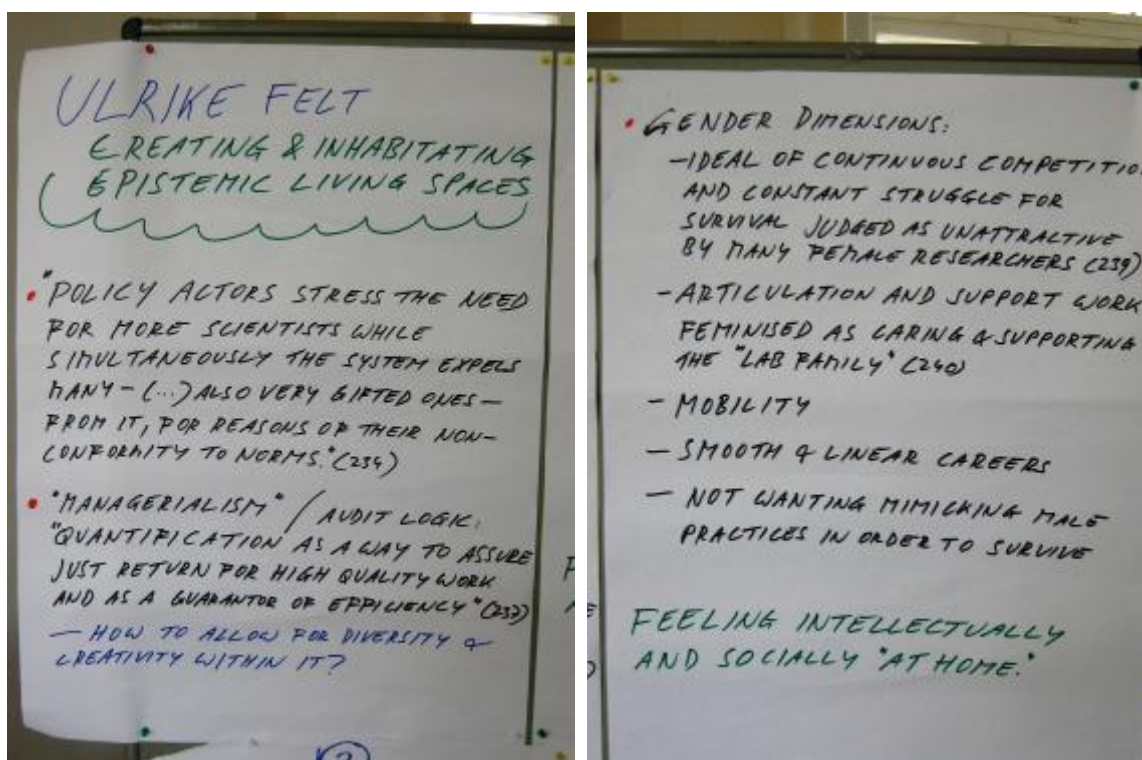 ULRIKE FELT
CREATING & INHABITATING
EPISTEMIC LIVING SPACES
• "POLICY ACTORS STRESS THE NEED
FOR MORE SCIENTISTS WHILE
SIMULTANEOUSLY THE SYSTEM EXPELS
MANY – (...) ALSO VERY GIFTED ONES –
FROM IT, FOR REASONS OF THEIR NON-
CONFORMITY TO NORMS." (234)
• "MANAGERIALISM" / AUDIT LOGIC:
"QUANTIFICATION AS A WAY TO ASSURE
JUST RETURN FOR HIGH QUALITY WORK
AND AS A GUARANTOR OF EFFICIENCY" (237)
– HOW TO ALLOW FOR DIVERSITY &
CREATIVITY WITHIN IT?
• GENDER DIMENSIONS:
– IDEAL OF CONTINUOUS COMPETITIO
AND CONSTANT STRUGGLE FOR
SURVIVAL JUDGED AS UNATTRACTIVE
BY MANY FEMALE RESEARCHERS (239)
– ARTICULATION AND SUPPORT WORK
FEMINISED AS CARING & SUPPORTING
THE "LAB FAMILY" (240)
– MOBILITY
– SMOOTH & LINEAR CAREERS
– NOT WANTING MIMICKING MALE
PRACTICES IN ORDER TO SURVIVE
FEELING INTELLECTUALLY
AND SOCIALLY "AT HOME."